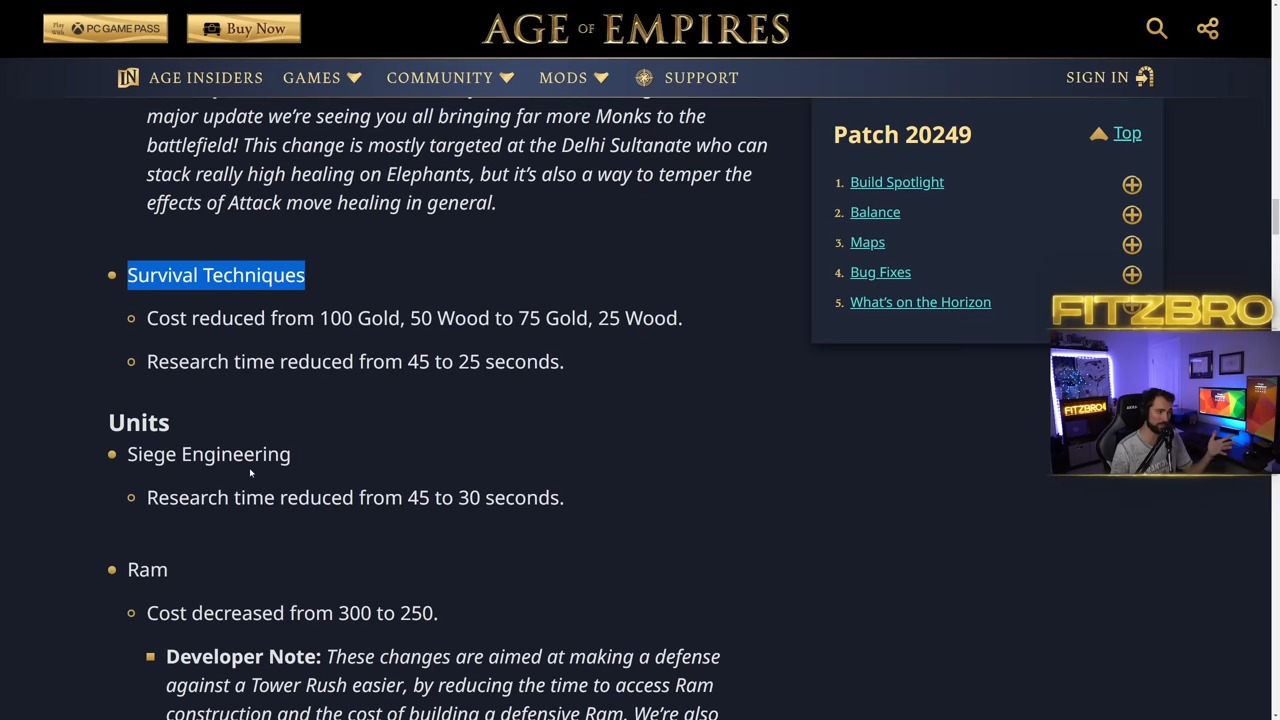 Play With PC GAME PASS
Buy Now
AGE OF EMPIRES
AGE INSIDERS GAMES COMMUNITY MODS SUPPORT SIGN IN
major update we're seeing you all bringing far more Monks to the
battlefield! This change is mostly targeted at the Delhi Sultanate who can
stack really high healing on Elephants, but it's also a way to temper the
effects of Attack move healing in general.
Survival Techniques
Cost reduced from 100 Gold, 50 Wood to 75 Gold, 25 Wood.
Research time reduced from 45 to 25 seconds.
Units
Siege Engineering
Research time reduced from 45 to 30 seconds.
Ram
Cost decreased from 300 to 250.
Developer Note: These changes are aimed at making a defense
against a Tower Rush easier, by reducing the time to access Ram
construction and the cost of building a defensive Ram. We're also
Patch 20249
Top
1. Build Spotlight
2. Balance
3. Maps
4. Bug Fixes
5. What's on the Horizon
FITZBRO
FITZBRO